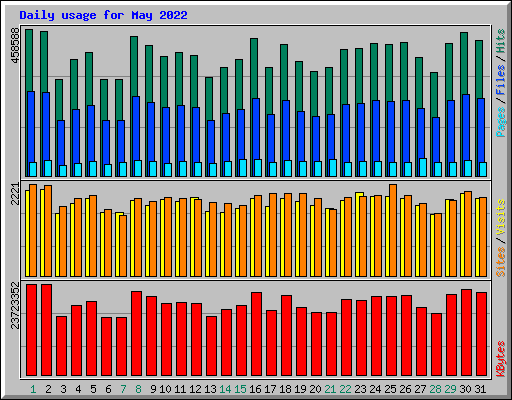 Daily usage for May 2022
458588
Pages / Files / Hits
2221
Sites / Visits
23723352
KBytes
1 2 3 4 5 6 7 8 9 10 11 12 13 14 15 16 17 18 19 20 21 22 23 24 25 26 27 28 29 30 31